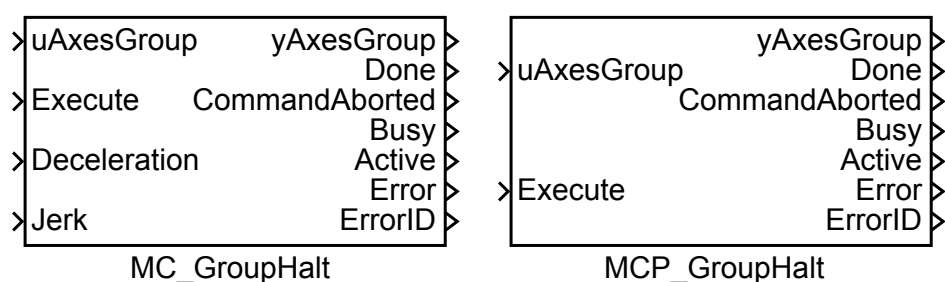 uAxesGroup
Execute
Deceleration
Jerk
yAxesGroup
Done
CommandAborted
Busy
Active
Error
ErrorID
MC_GroupHalt
uAxesGroup
Execute
yAxesGroup
Done
CommandAborted
Busy
Active
Error
ErrorID
MCP_GroupHalt